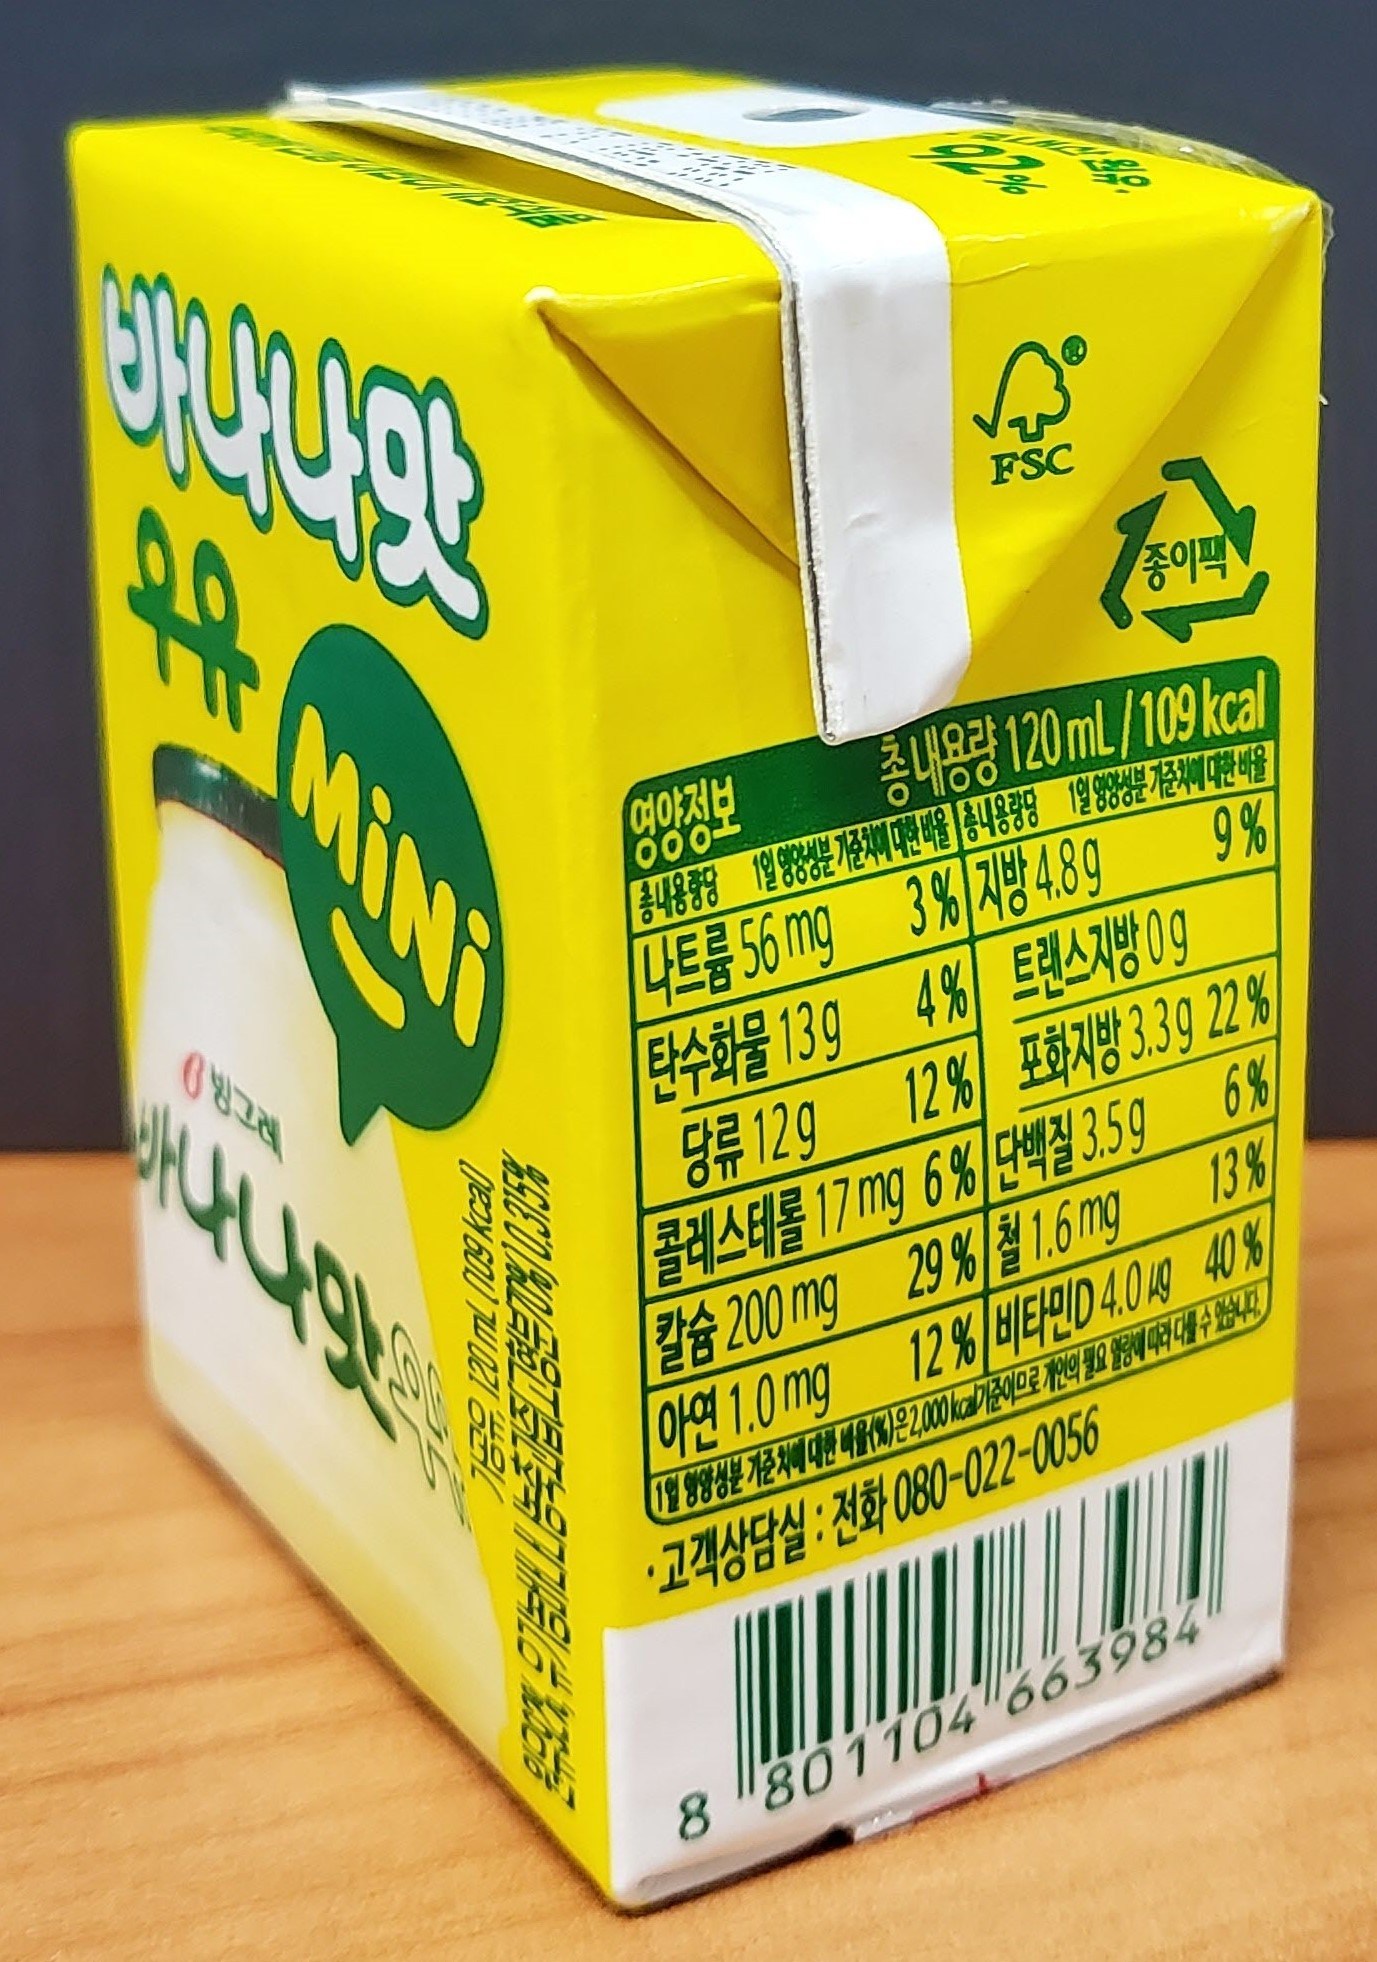 92%
바나나맛
우유
MiNi
빙그레
바나나맛
가공유 120 mL (109 kcal)
FSC
종이팩
영양정보 총 내용량 120 mL / 109 kcal
총 내용량당 1일 영양성분 기준치에 대한 비율 총 내용량당 1일 영양성분 기준치에 대한 비율
나트륨 56 mg 3 % 지방 4.8 g 9 %
탄수화물 13 g 4 % 트랜스지방 0 g
당류 12 g 12 % 포화지방 3.3 g 22 %
콜레스테롤 17 mg 6 % 단백질 3.5 g 6 %
칼슘 200 mg 29 % 철 1.6 mg 13 %
아연 1.0 mg 12 % 비타민D 4.0 μg 40 %
1일 영양성분 기준치에 대한 비율(%)은 2,000 kcal 기준이므로 개인의 필요 열량에 따라 다를 수 있습니다.
·고객상담실 : 전화 080-022-0056
8 801104 663984